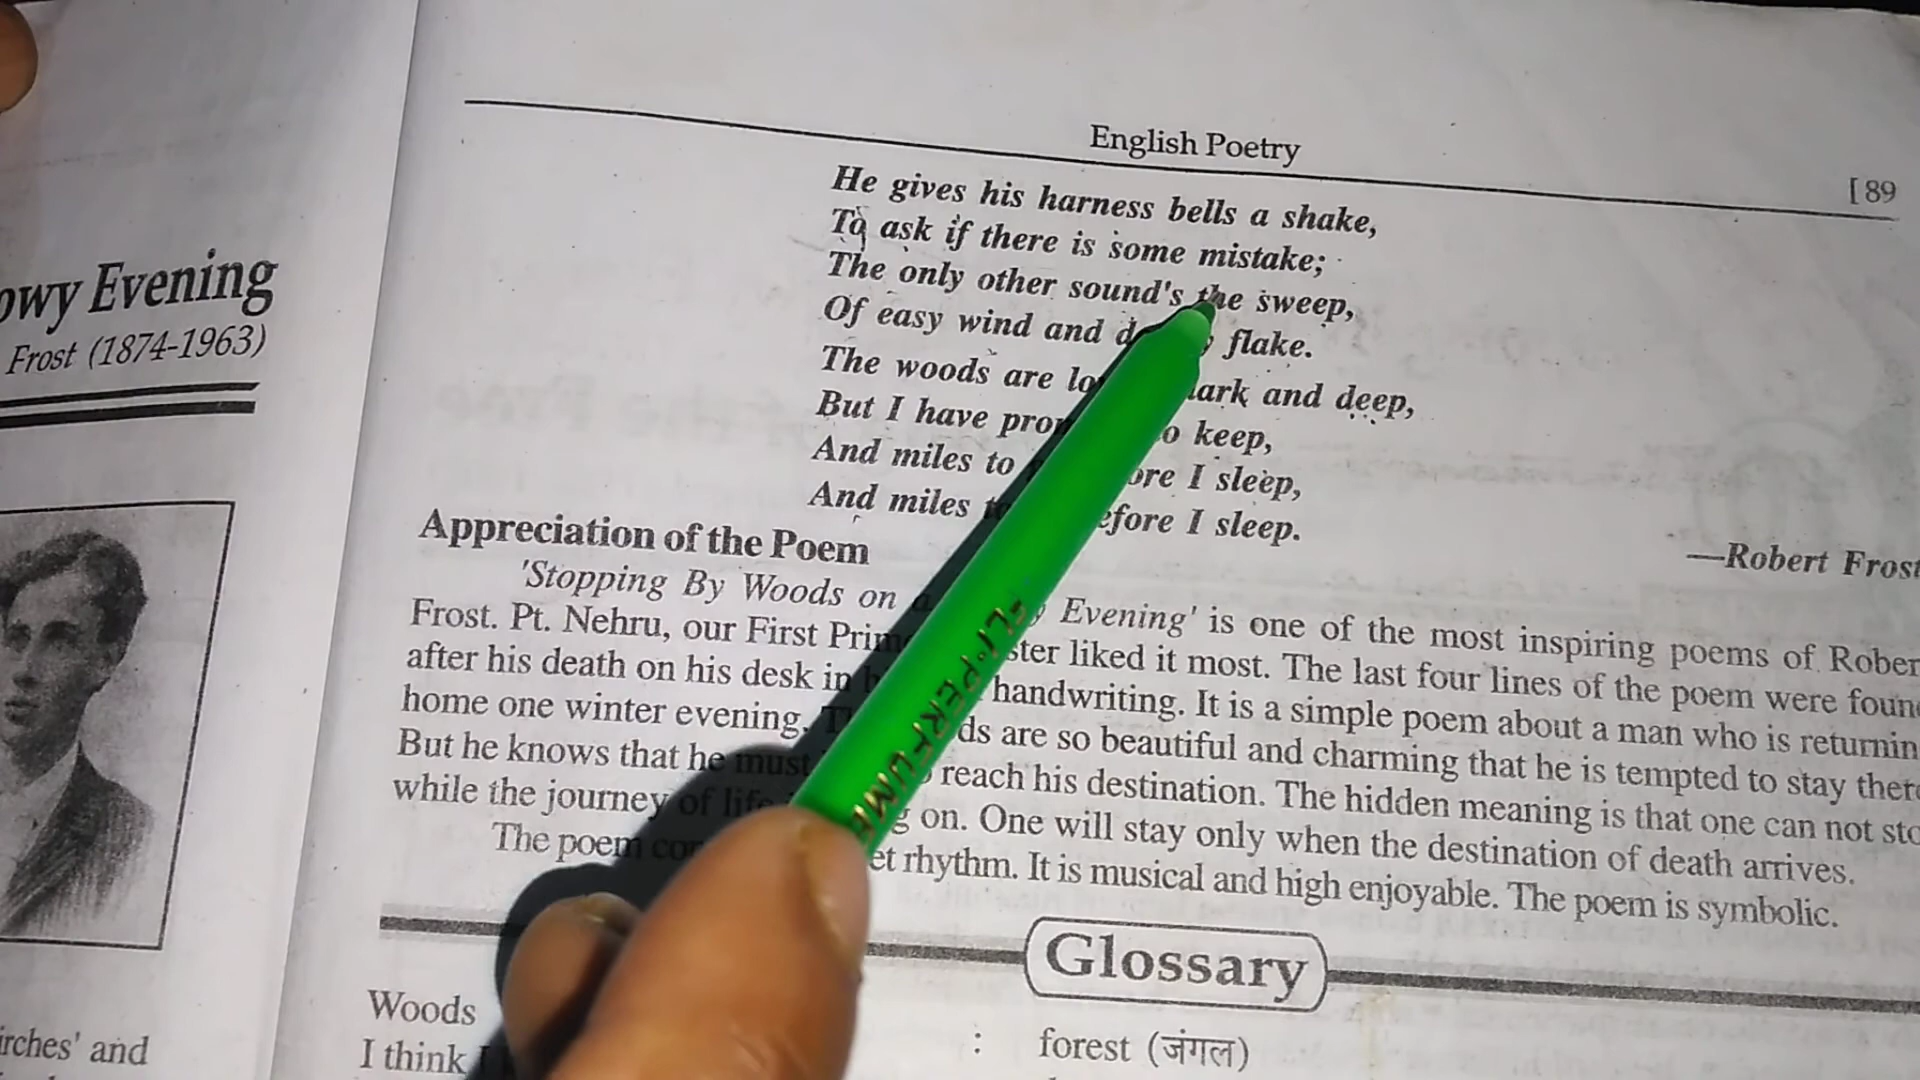 owy Evening
Frost (1874-1963)
irches' and
English Poetry
[89
He gives his harness bells a shake,
To ask if there is some mistake;
The only other sound's the sweep,
Of easy wind and flake.
The woods are and deep,
But I have keep,
And miles to I sleep,
And miles I sleep.
—Robert Frost
Appreciation of the Poem
'Stopping By Woods on Evening' is one of the most inspiring poems of Rober
Frost. Pt. Nehru, our First liked it most. The last four lines of the poem were foun
after his death on his desk in handwriting. It is a simple poem about a man who is returnin
home one winter evening. are so beautiful and charming that he is tempted to stay there
But he knows that he must reach his destination. The hidden meaning is that one can not sto
while the journey of life on. One will stay only when the destination of death arrives.
The poem rhythm. It is musical and high enjoyable. The poem is symbolic.
Glossary
Woods : forest (जंगल)
I think
FLIP PERFUME